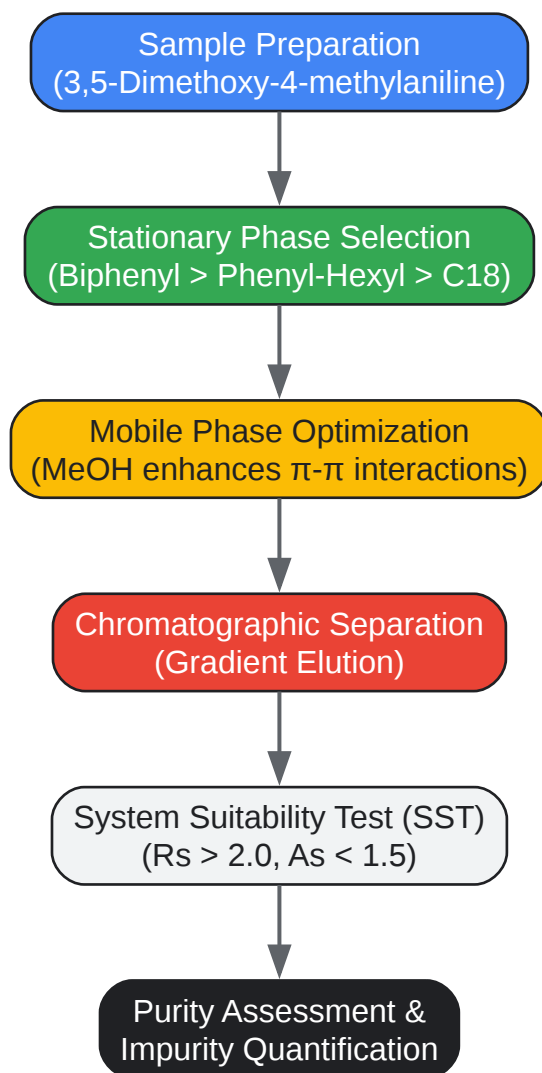 Sample Preparation
(3,5-Dimethoxy-4-methylaniline)
Stationary Phase Selection
(Biphenyl > Phenyl-Hexyl > C18)
Mobile Phase Optimization
(MeOH enhances π-π interactions)
Chromatographic Separation
(Gradient Elution)
System Suitability Test (SST)
(Rs > 2.0, As < 1.5)
Purity Assessment &
Impurity Quantification